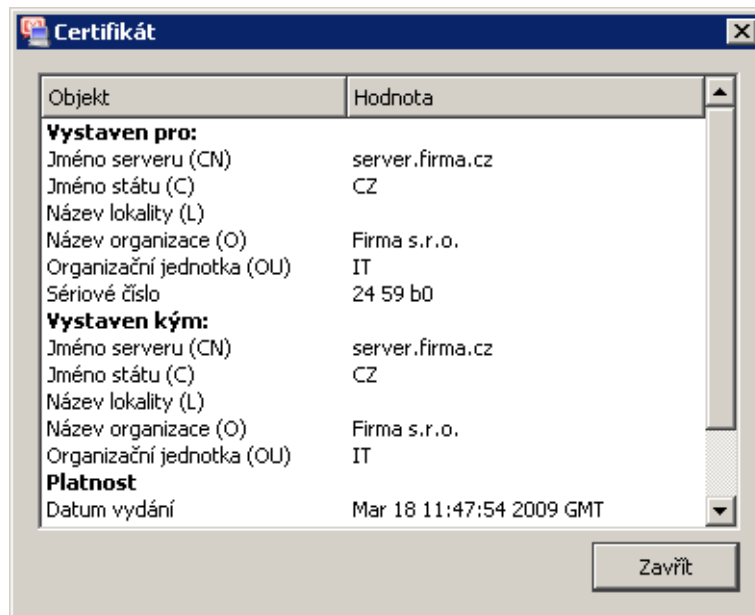 Certifikát
Objekt Hodnota
Vystaven pro:
Jméno serveru (CN) server.firma.cz
Jméno státu (C) CZ
Název lokality (L)
Název organizace (O) Firma s.r.o.
Organizační jednotka (OU) IT
Sériové číslo 24 59 b0
Vystaven kým:
Jméno serveru (CN) server.firma.cz
Jméno státu (C) CZ
Název lokality (L)
Název organizace (O) Firma s.r.o.
Organizační jednotka (OU) IT
Platnost
Datum vydání Mar 18 11:47:54 2009 GMT
Zavřít